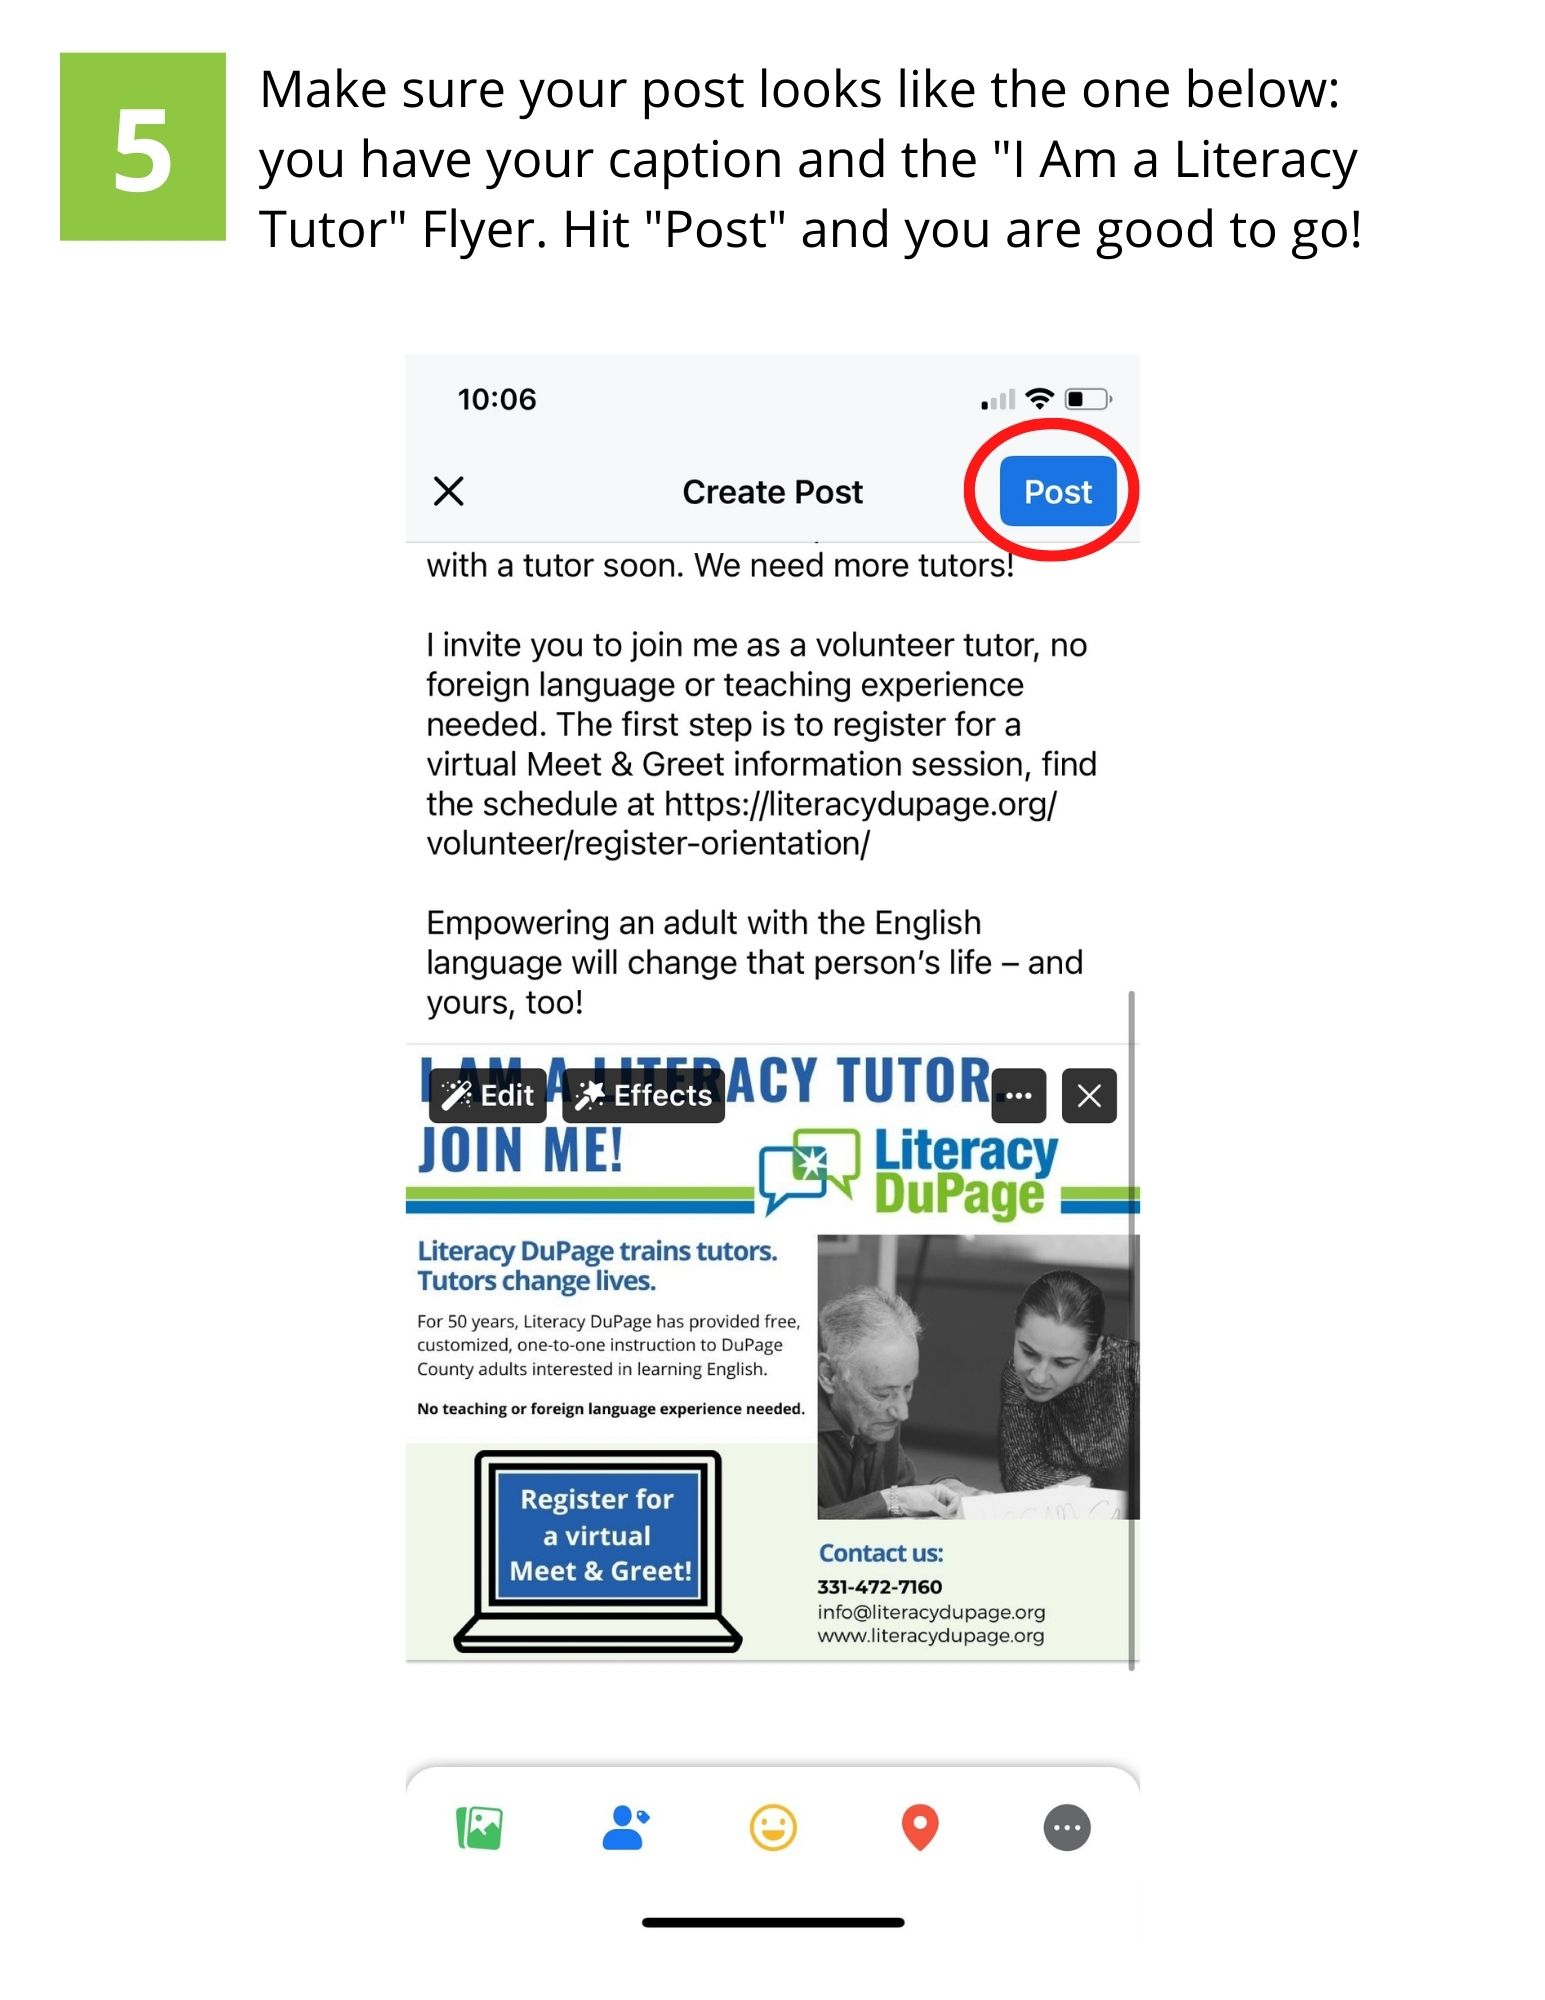 5
Make sure your post looks like the one below:
you have your caption and the "I Am a Literacy
Tutor" Flyer. Hit "Post" and you are good to go!
10:06
Create Post
Post
with a tutor soon. We need more tutors!
I invite you to join me as a volunteer tutor, no
foreign language or teaching experience
needed. The first step is to register for a
virtual Meet & Greet information session, find
the schedule at https://literacydupage.org/
volunteer/register-orientation/
Empowering an adult with the English
language will change that person’s life – and
yours, too!
I AM A LITERACY TUTOR.
Edit
Effects
JOIN ME!
Literacy
DuPage
Literacy DuPage trains tutors.
Tutors change lives.
For 50 years, Literacy DuPage has provided free,
customized, one-to-one instruction to DuPage
County adults interested in learning English.
No teaching or foreign language experience needed.
Register for
a virtual
Meet & Greet!
Contact us:
331-472-7160
info@literacydupage.org
www.literacydupage.org